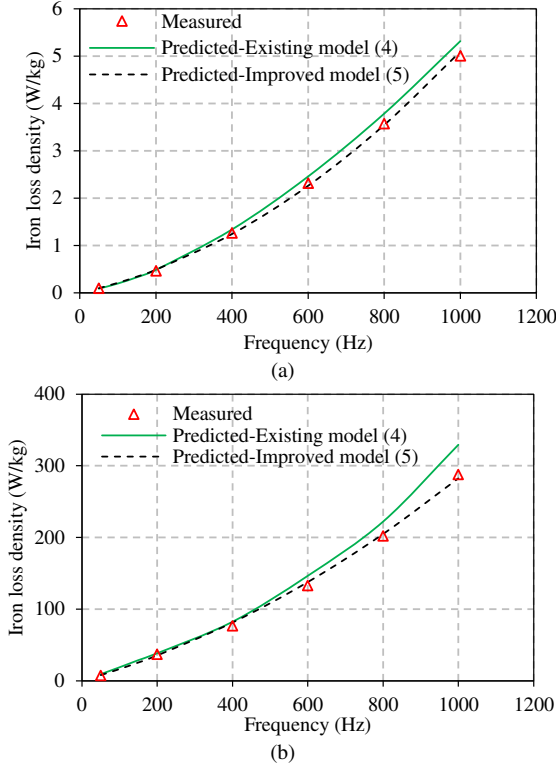 Measured
Predicted-Existing model (4)
Predicted-Improved model (5)
Iron loss density (W/kg)
6
5
4
3
2
1
0
0 200 400 600 800 1000 1200
Frequency (Hz)
(a)
Measured
Predicted-Existing model (4)
Predicted-Improved model (5)
Iron loss density (W/kg)
400
300
200
100
0
0 200 400 600 800 1000 1200
Frequency (Hz)
(b)